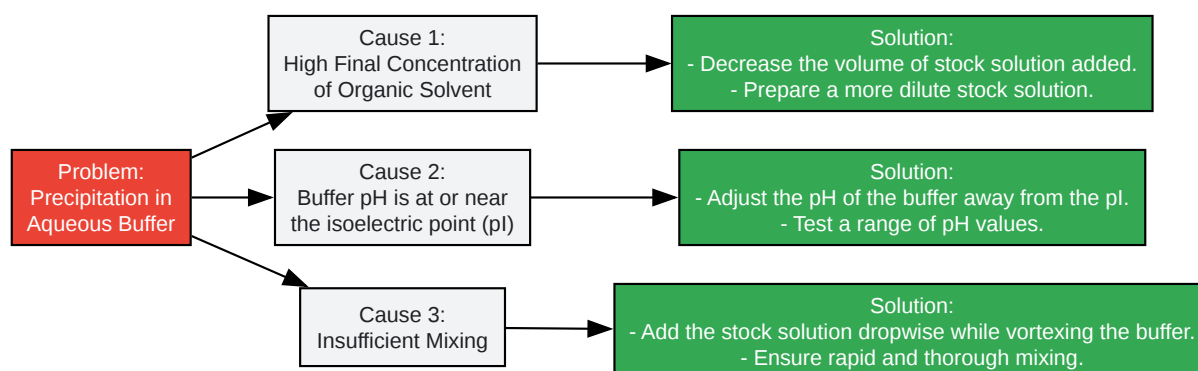 Problem:
Precipitation in
Aqueous Buffer
Cause 1:
High Final Concentration
of Organic Solvent
Solution:
- Decrease the volume of stock solution added.
- Prepare a more dilute stock solution.
Cause 2:
Buffer pH is at or near
the isoelectric point (pI)
Solution:
- Adjust the pH of the buffer away from the pI.
- Test a range of pH values.
Cause 3:
Insufficient Mixing
Solution:
- Add the stock solution dropwise while vortexing the buffer.
- Ensure rapid and thorough mixing.